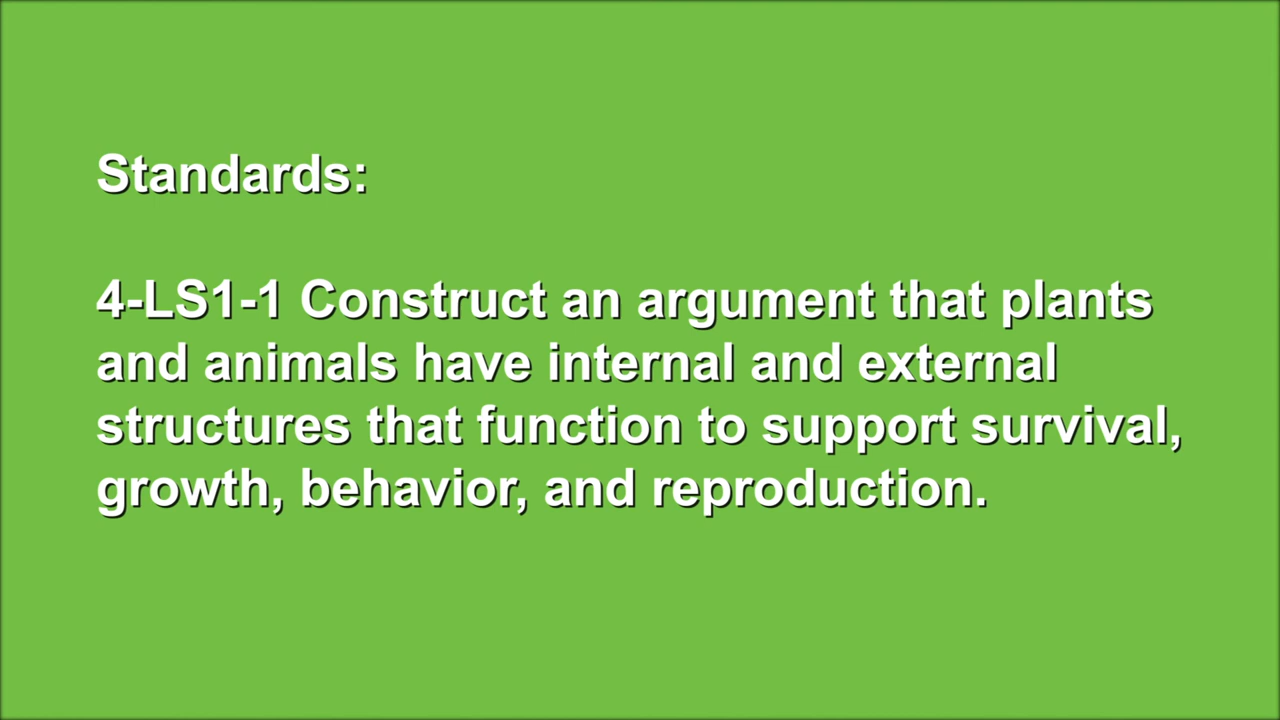 Standards:
4-LS1-1 Construct an argument that plants
and animals have internal and external
structures that function to support survival,
growth, behavior, and reproduction.